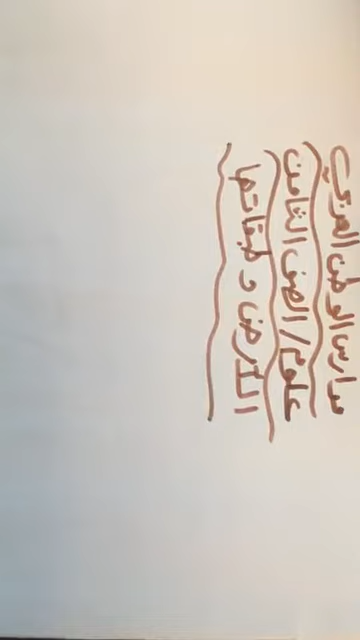 مدارس الوطن العربي
علوم / الصف الثامن
الأرض و طبقاتها